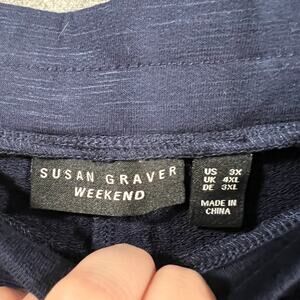 SUSAN GRAVER
WEEKEND
US 3X
UK 4XL
DE 3XL
MADE IN
CHINA